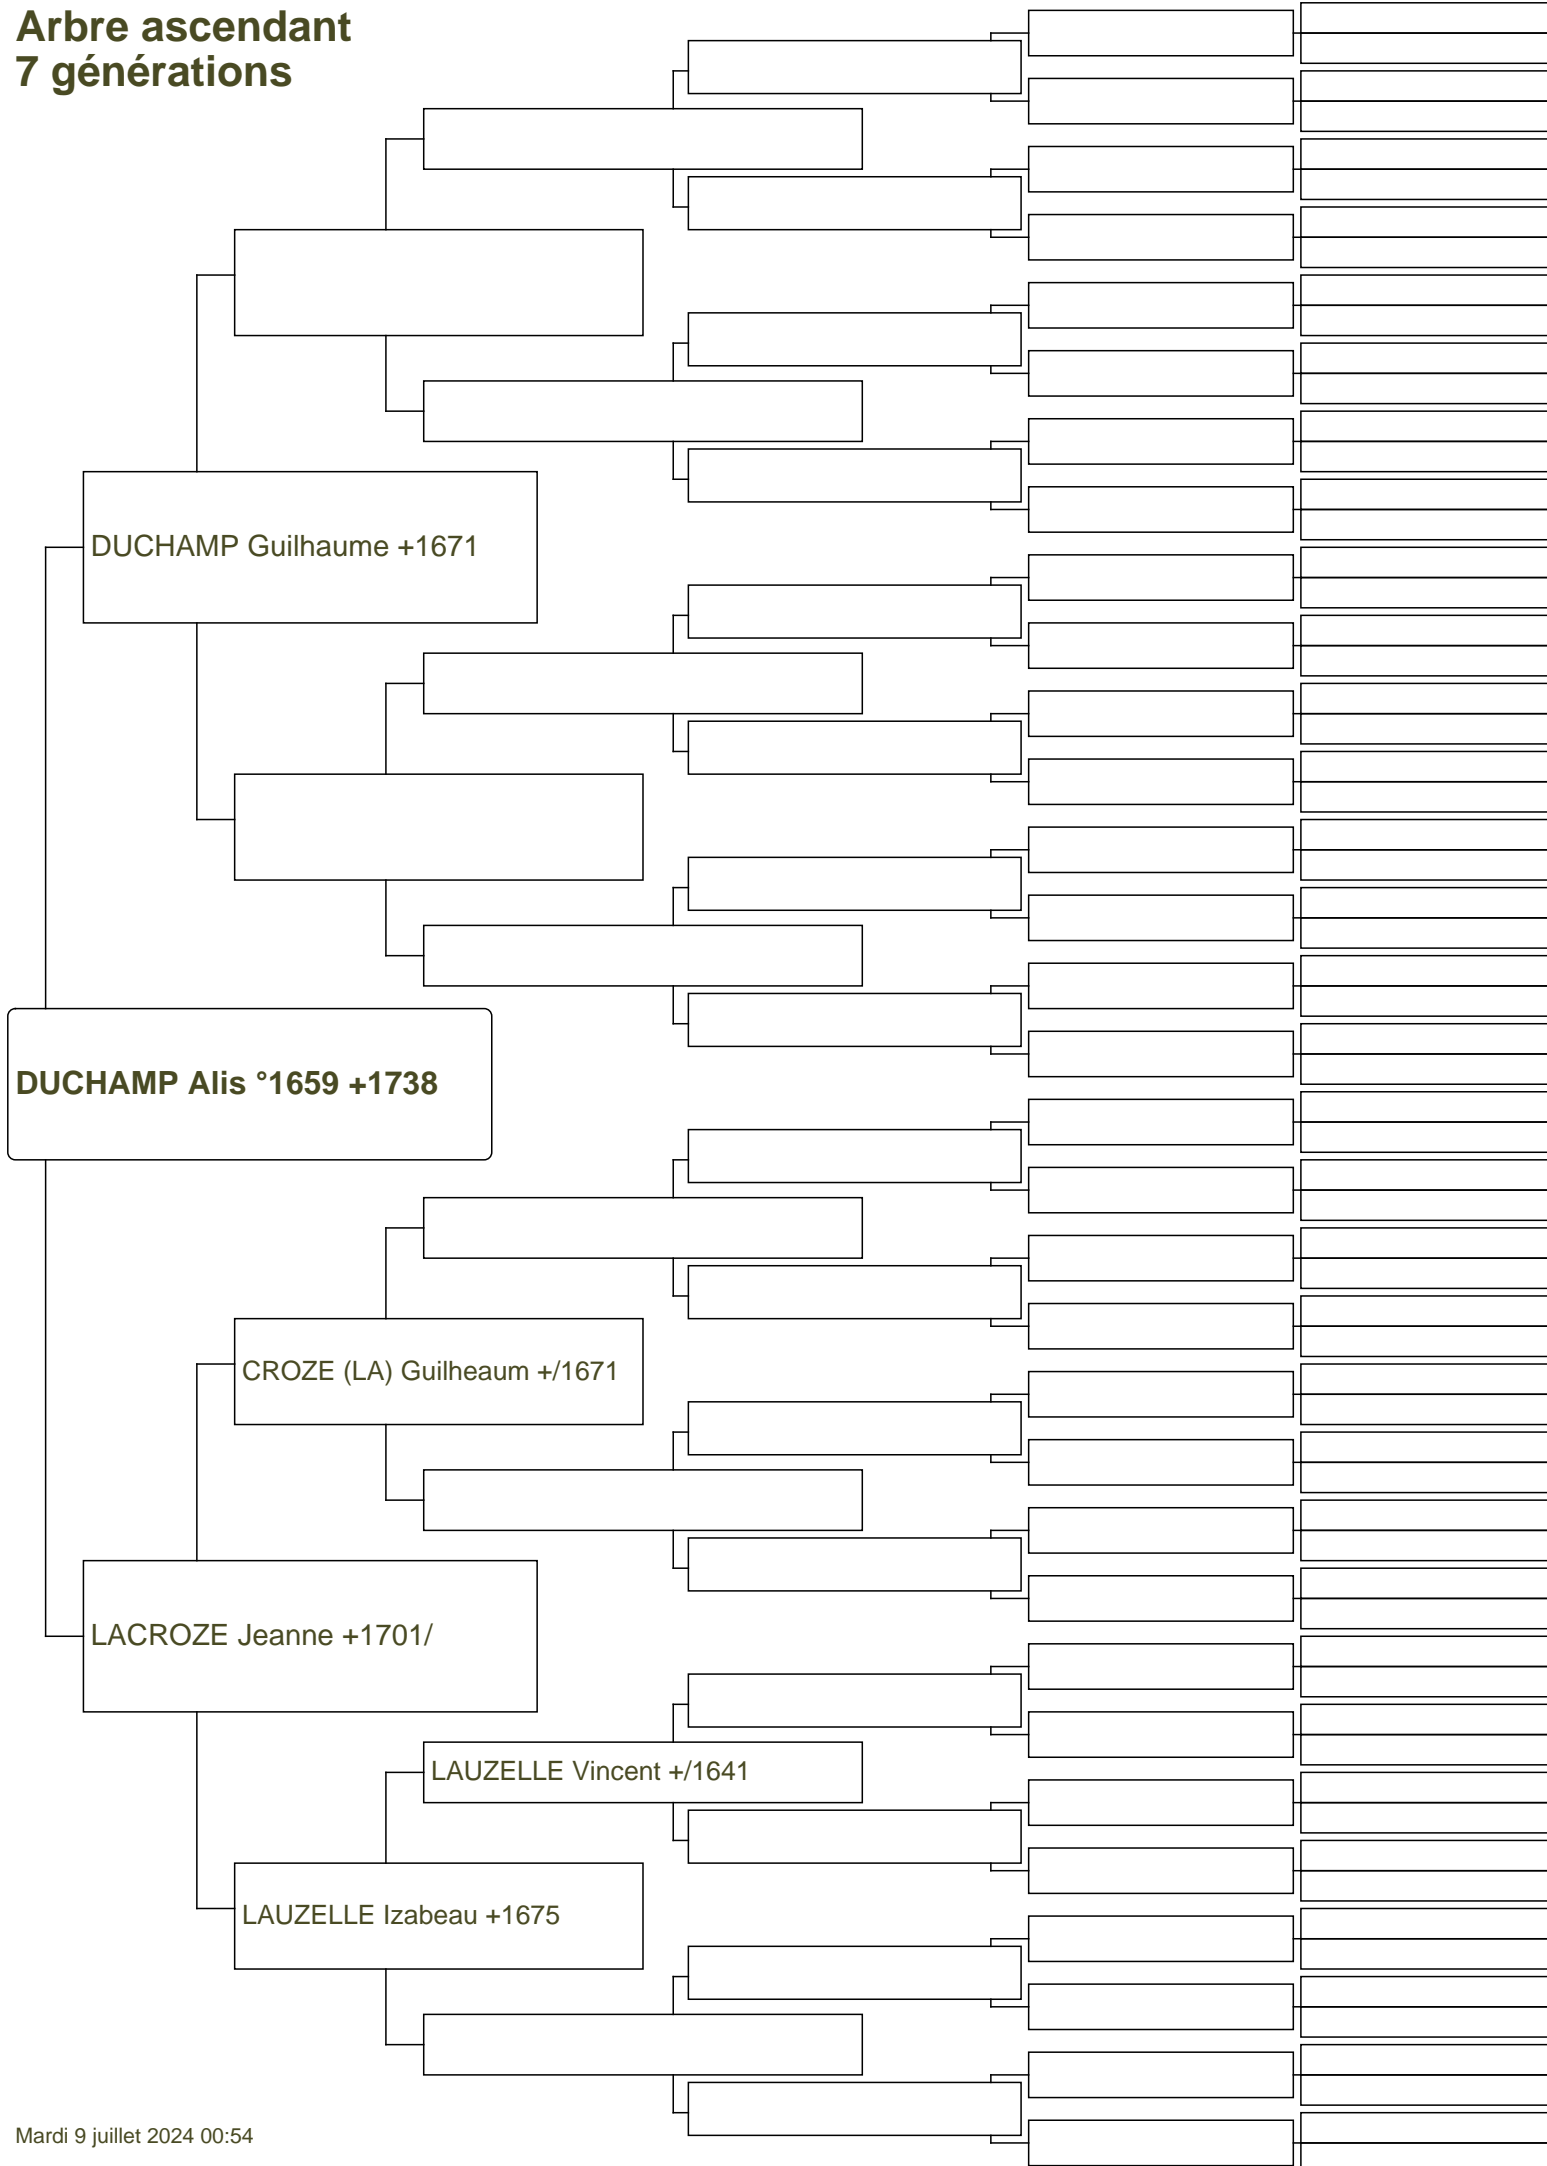 Arbre ascendant
7 générations
DUCHAMP Guilhaume +1671
DUCHAMP Alis °1659 +1738
CROZE (LA) Guilheaum +/1671
LACROZE Jeanne +1701/
LAUZELLE Vincent +/1641
LAUZELLE Izabeau +1675
Mardi 9 juillet 2024 00:54